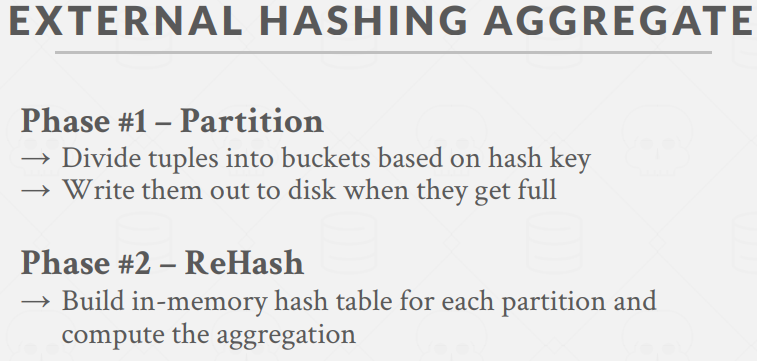 EXTERNAL HASHING AGGREGATE
Phase #1 – Partition
→ Divide tuples into buckets based on hash key
→ Write them out to disk when they get full
Phase #2 – ReHash
→ Build in-memory hash table for each partition and
compute the aggregation